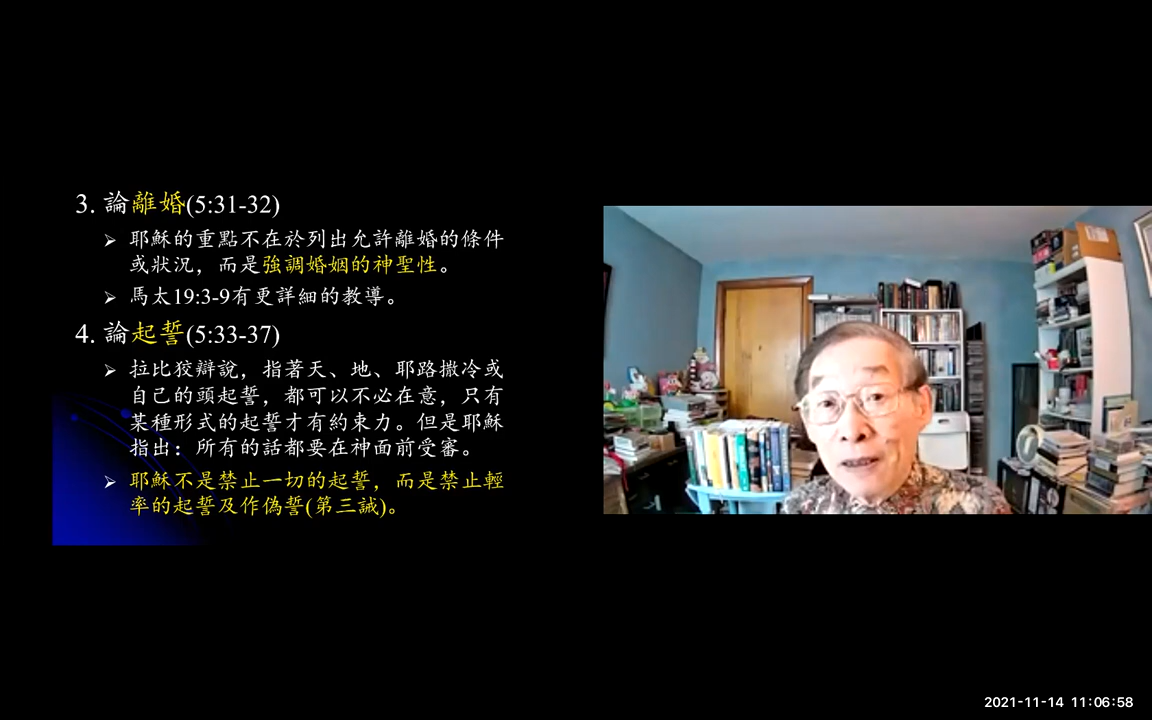 3. 論離婚(5:31-32)
➢ 耶穌的重點不在於列出允許離婚的條件
或狀況，而是強調婚姻的神聖性。
➢ 馬太19:3-9有更詳細的教導。
4. 論起誓(5:33-37)
➢ 拉比狡辯說，指著天、地、耶路撒冷或
自己的頭起誓，都可以不必在意，只有
某種形式的起誓才有約束力。但是耶穌
指出：所有的話都要在神面前受審。
➢ 耶穌不是禁止一切的起誓，而是禁止輕
率的起誓及作偽誓(第三誡)。
2021-11-14 11:06:58